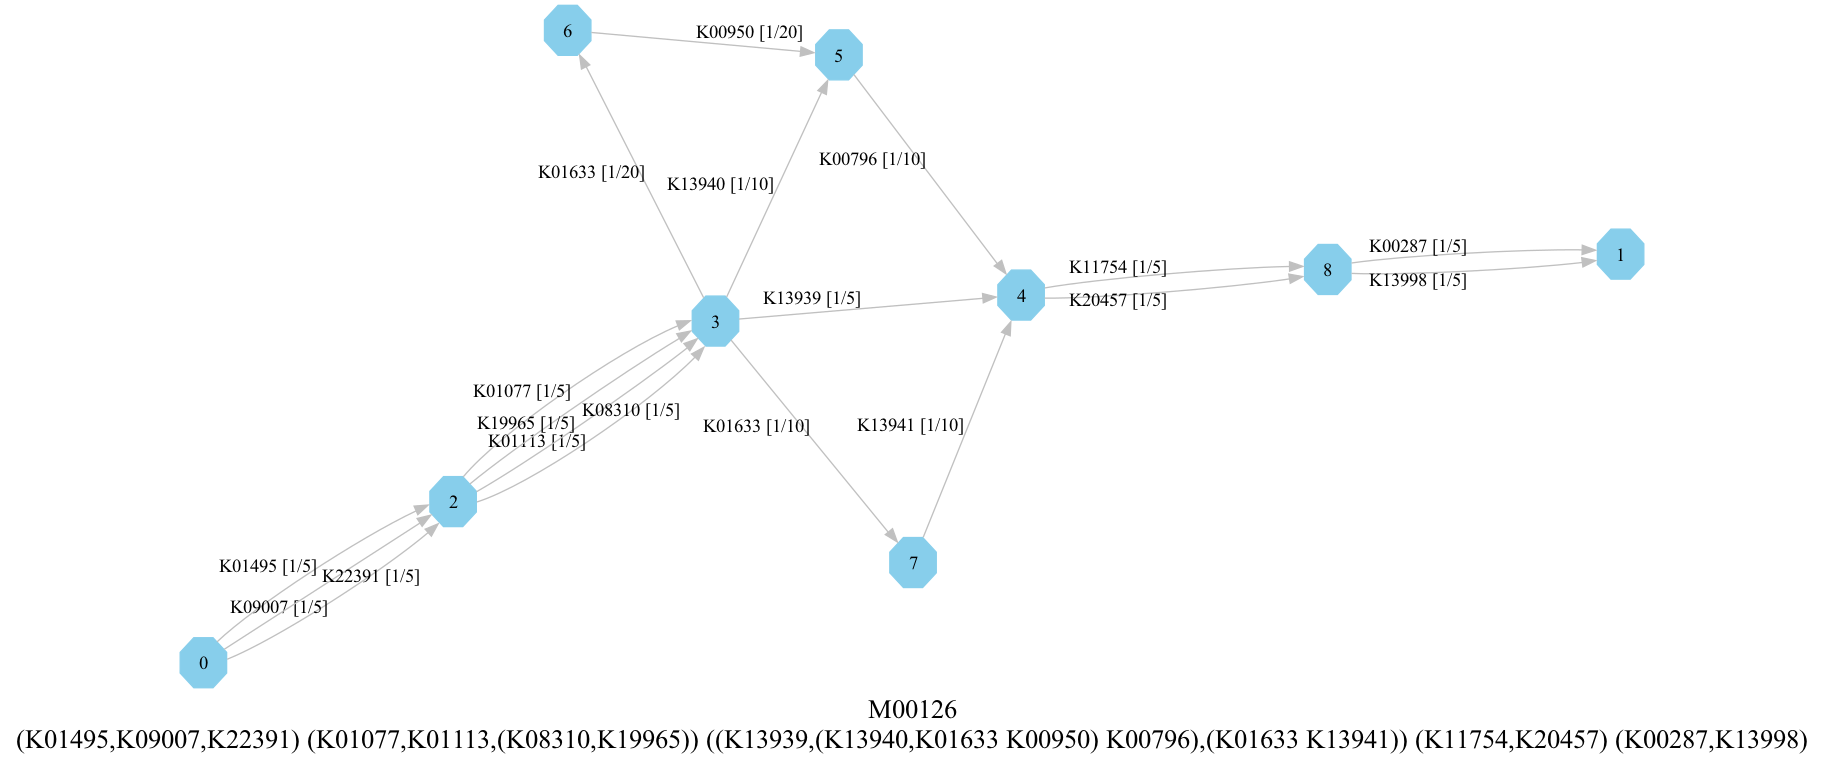 6
K00950 [1/20]
5
K01633 [1/20]
K13940 [1/10]
K00796 [1/10]
K00287 [1/5]
1
K11754 [1/5]
8
K13998 [1/5]
K13939 [1/5]
4
K20457 [1/5]
3
K01077 [1/5]
K08310 [1/5]
K19965 [1/5]
K01113 [1/5]
K01633 [1/10]
K13941 [1/10]
2
7
K01495 [1/5]
K22391 [1/5]
K09007 [1/5]
0
M00126
(K01495,K09007,K22391) (K01077,K01113,(K08310,K19965)) ((K13939,(K13940,K01633 K00950) K00796),(K01633 K13941)) (K11754,K20457) (K00287,K13998)